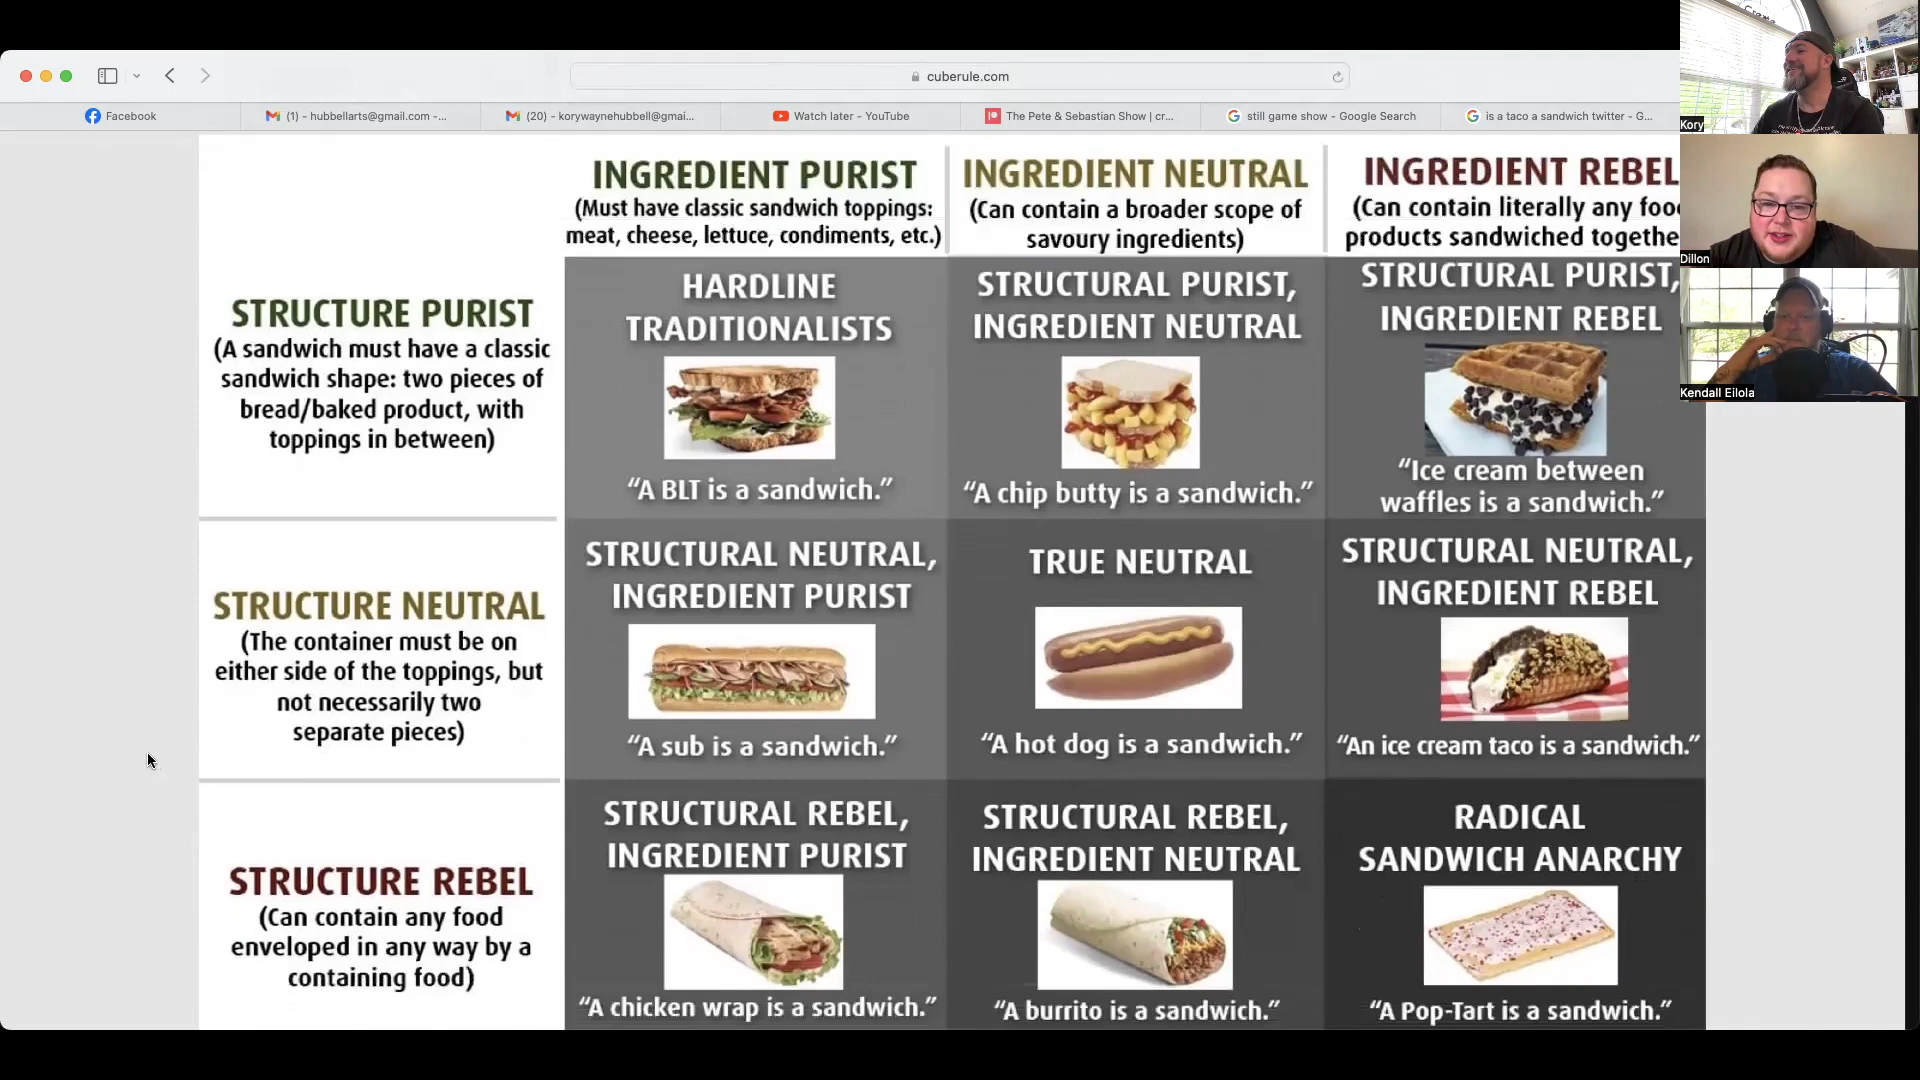 cuberule.com
Facebook
(1) - hubbellarts@gmail.com -...
(20) - korywaynehubbell@gmai...
Watch later - YouTube
The Pete & Sebastian Show | cr...
still game show - Google Search
is a taco a sandwich twitter - G...
Kory
Dillon
Kendall Eilola
INGREDIENT PURIST
(Must have classic sandwich toppings:
meat, cheese, lettuce, condiments, etc.)
INGREDIENT NEUTRAL
(Can contain a broader scope of
savoury ingredients)
INGREDIENT REBEL
(Can contain literally any foo
products sandwiched togethe
STRUCTURE PURIST
(A sandwich must have a classic
sandwich shape: two pieces of
bread/baked product, with
toppings in between)
HARDLINE
TRADITIONALISTS
“A BLT is a sandwich.”
STRUCTURAL PURIST,
INGREDIENT NEUTRAL
“A chip butty is a sandwich.”
STRUCTURAL PURIST,
INGREDIENT REBEL
“Ice cream between
waffles is a sandwich.”
STRUCTURE NEUTRAL
(The container must be on
either side of the toppings, but
not necessarily two
separate pieces)
STRUCTURAL NEUTRAL,
INGREDIENT PURIST
“A sub is a sandwich.”
TRUE NEUTRAL
“A hot dog is a sandwich.”
STRUCTURAL NEUTRAL,
INGREDIENT REBEL
“An ice cream taco is a sandwich.”
STRUCTURE REBEL
(Can contain any food
enveloped in any way by a
containing food)
STRUCTURAL REBEL,
INGREDIENT PURIST
“A chicken wrap is a sandwich.”
STRUCTURAL REBEL,
INGREDIENT NEUTRAL
“A burrito is a sandwich.”
RADICAL
SANDWICH ANARCHY
“A Pop-Tart is a sandwich.”